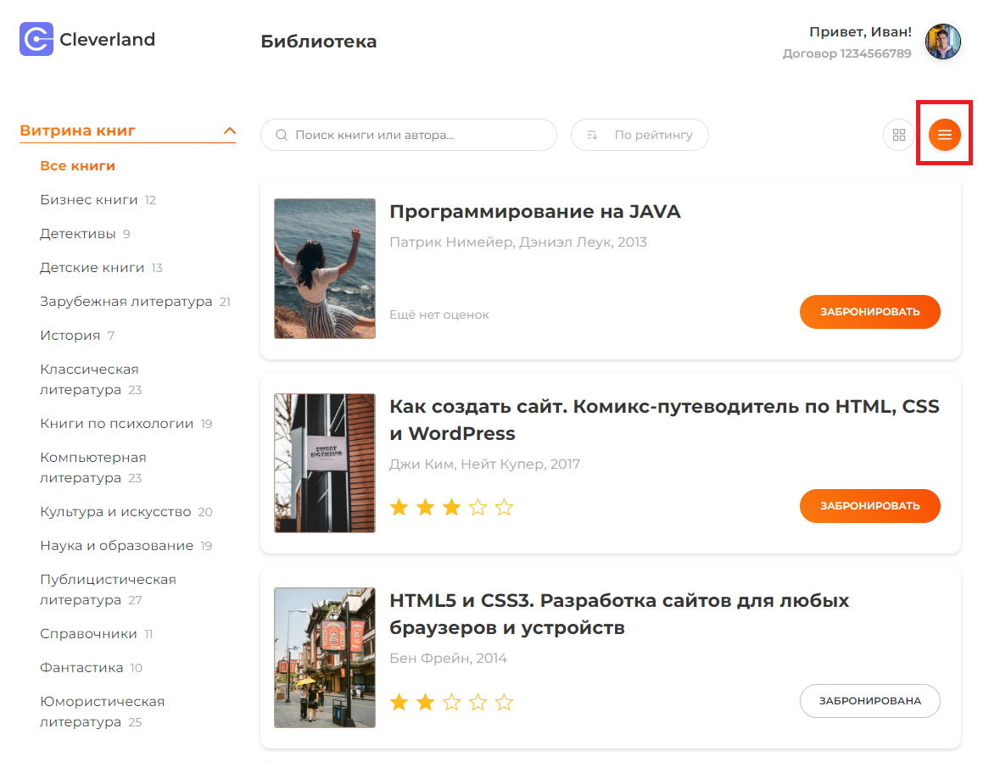 Cleverland
Библиотека
Привет, Иван!
Договор 1234566789
Витрина книг
Все книги
Бизнес книги 12
Детективы 9
Детские книги 13
Зарубежная литература 21
История 7
Классическая
литература 23
Книги по психологии 19
Компьютерная
литература 23
Культура и искусство 20
Наука и образование 19
Публицистическая
литература 27
Справочники 11
Фантастика 10
Юмористическая
литература 25
Поиск книги или автора...
По рейтингу
Программирование на JAVA
Патрик Нимейер, Дэниэл Леук, 2013
Ещё нет оценок
ЗАБРОНИРОВАТЬ
SWEET
NOTHING
Как создать сайт. Комикс-путеводитель по HTML, CSS
и WordPress
Джи Ким, Нейт Купер, 2017
ЗАБРОНИРОВАТЬ
HTML5 и CSS3. Разработка сайтов для любых
браузеров и устройств
Бен Фрейн, 2014
ЗАБРОНИРОВАНА